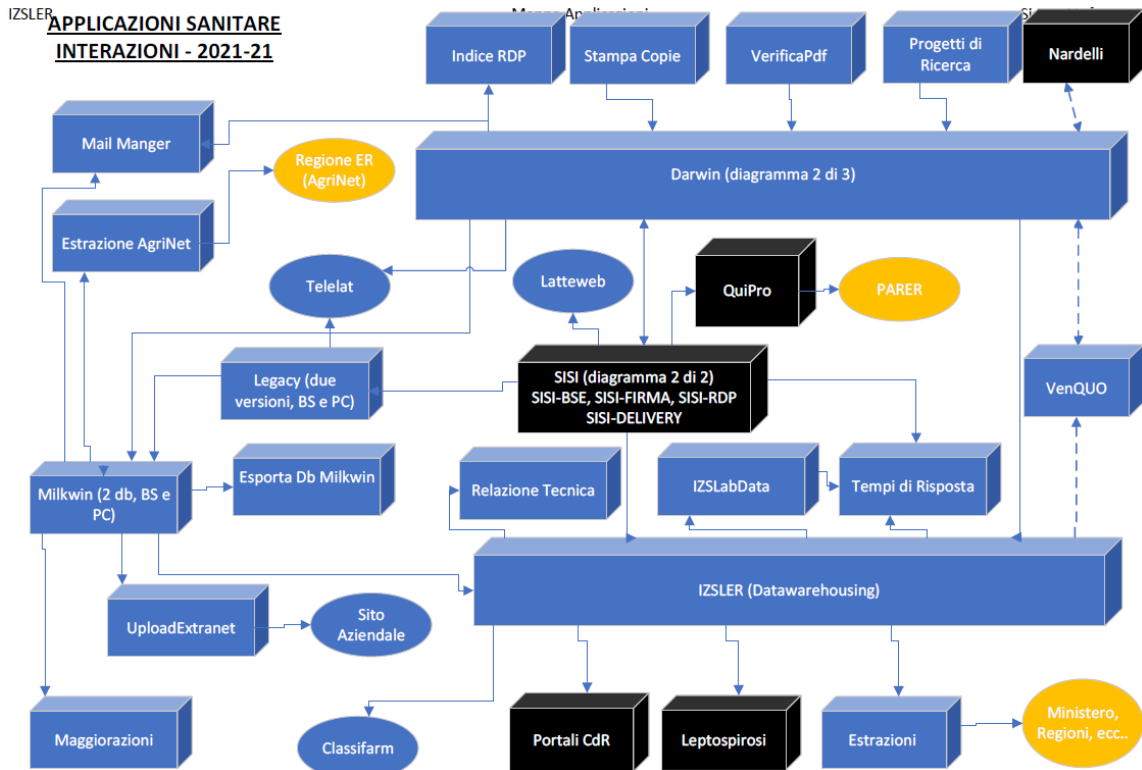 IZSLER
Mappa Applicazioni
APPLICAZIONI SANITARE
INTERAZIONI - 2021-21
Indice RDP
Stampa Copie
VerificaPdf
Progetti di
Ricerca
Nardelli
Mail Manger
Regione ER
(AgriNet)
Darwin (diagramma 2 di 3)
Estrazione AgriNet
Telelat
Latteweb
QuiPro
PARER
Legacy (due
versioni, BS e PC)
SISI (diagramma 2 di 2)
SISI-BSE, SISI-FIRMA, SISI-RDP
SISI-DELIVERY
VenQUO
Milkwin (2 db, BS e
PC)
Esporta Db Milkwin
Relazione Tecnica
IZSLabData
Tempi di Risposta
IZSLER (Datawarehousing)
UploadExtranet
Sito
Aziendale
Maggiorazioni
Classifarm
Portali CdR
Leptospirosi
Estrazioni
Ministero,
Regioni, ecc..